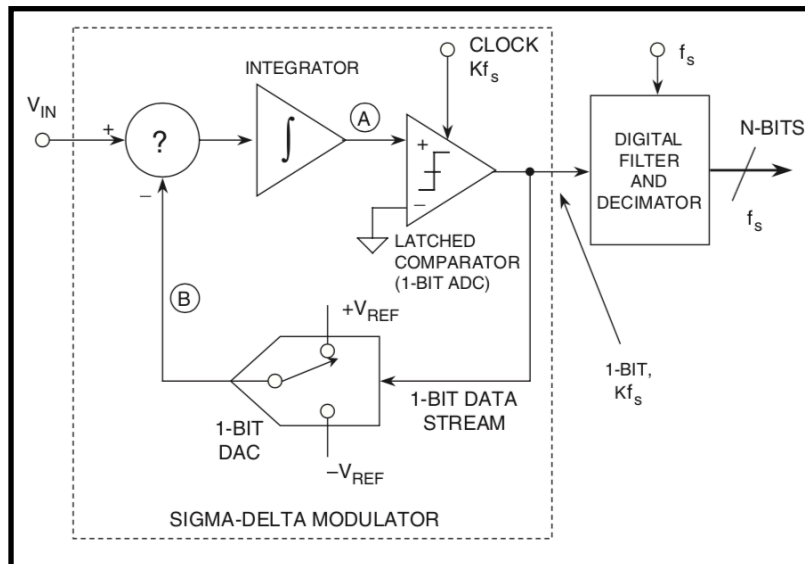 CLOCK
Kfs
fs
INTEGRATOR
VIN
+
?
−
∫
A
+
−
DIGITAL
FILTER
AND
DECIMATOR
N-BITS
fs
LATCHED
COMPARATOR
(1-BIT ADC)
B
+VREF
1-BIT DATA
STREAM
1-BIT,
Kfs
1-BIT
DAC
−VREF
SIGMA-DELTA MODULATOR